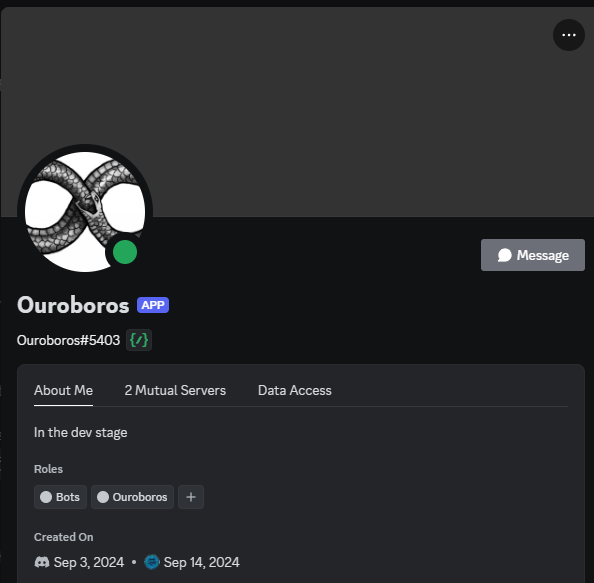 Message
Ouroboros APP
Ouroboros#5403 {/}
About Me 2 Mutual Servers Data Access
In the dev stage
Roles
Bots Ouroboros +
Created On
Sep 3, 2024 • Sep 14, 2024